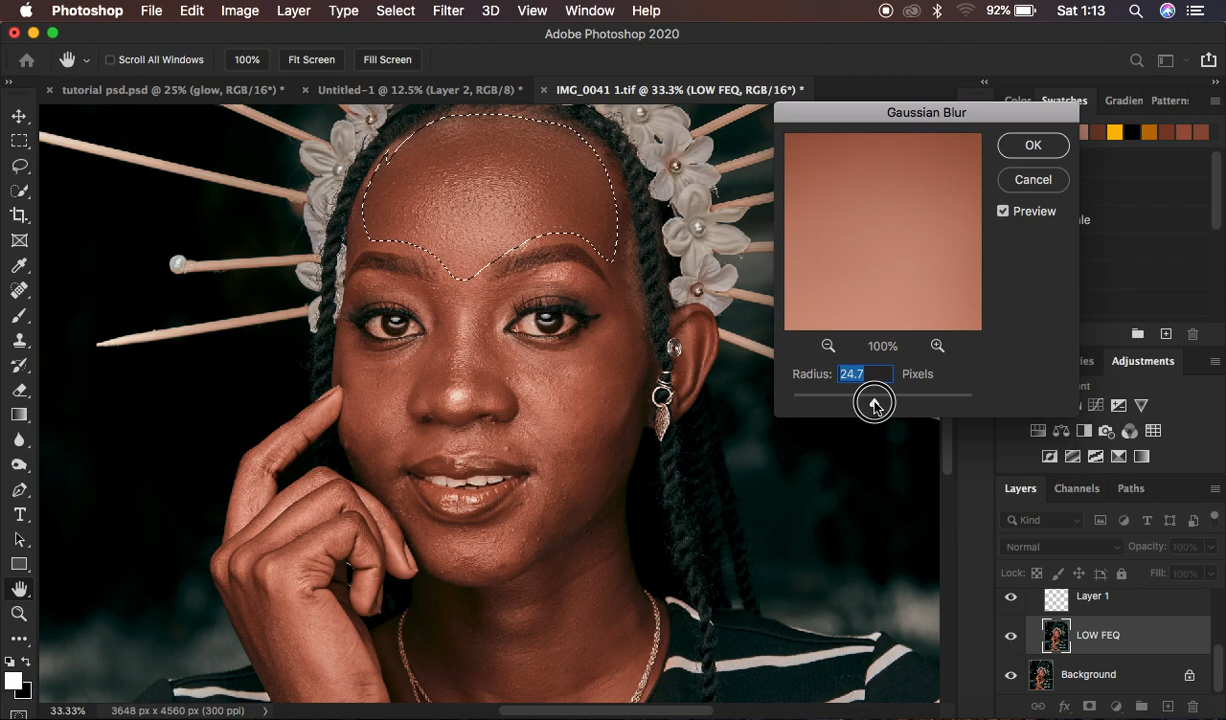 Photoshop File Edit Image Layer Type Select Filter 3D View Window Help 92% Sat 1:13
Adobe Photoshop 2020
Scroll All Windows 100% Fit Screen Fill Screen
tutorial psd.psd @ 25% (glow, RGB/16*) * Untitled-1 @ 12.5% (Layer 2, RGB/8) * IMG_0041 1.tif @ 33.3% (LOW FEQ, RGB/16*) *
Color Swatches Gradien Patterns
Gaussian Blur
OK
Cancel
Preview
100%
Radius: 24.7 Pixels
Adjustments
Layers Channels Paths
Kind
Normal Opacity: 100%
Lock: Fill: 100%
Layer 1
LOW FEQ
Background
33.33% 3648 px x 4560 px (300 ppi)